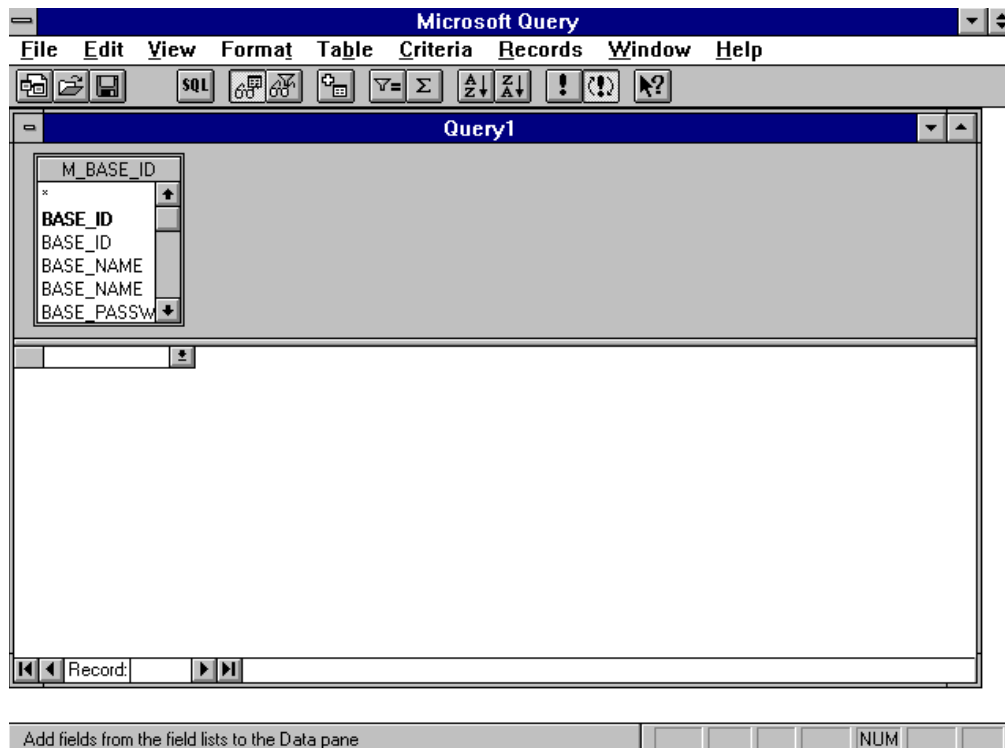 Microsoft Query
File Edit View Format Table Criteria Records Window Help
SQL
Query1
M_BASE_ID
*
BASE_ID
BASE_ID
BASE_NAME
BASE_NAME
BASE_PASSW
Record:
Add fields from the field lists to the Data pane
NUM